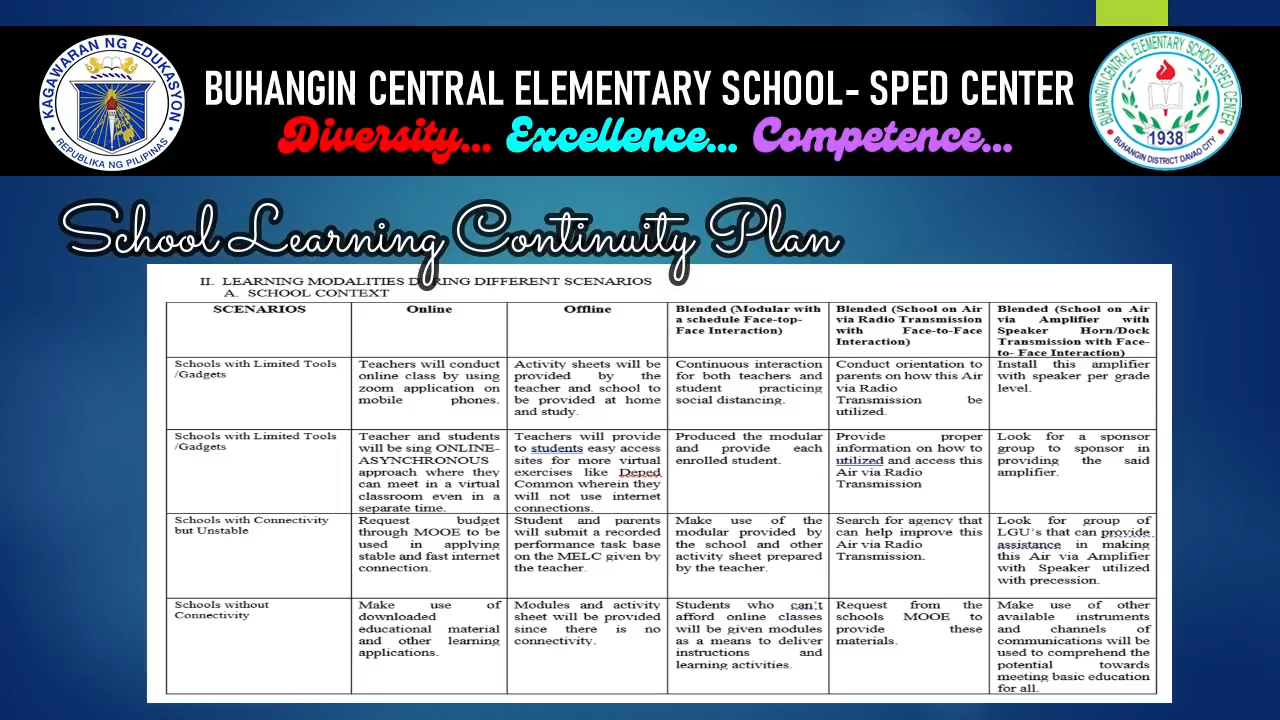 KAGAWARAN NG EDUKASYON
REPUBLIKA NG PILIPINAS
BUHANGIN CENTRAL ELEMENTARY SCHOOL- SPED CENTER
Diversity... Excellence... Competence...
BUHANGIN CENTRAL ELEMENTARY SCHOOL-SPED CENTER
1938
BUHANGIN DISTRICT DAVAO CITY
School Learning Continuity Plan
II. LEARNING MODALITIES DURING DIFFERENT SCENARIOS
A. SCHOOL CONTEXT
SCENARIOS
Online
Offline
Blended (Modular with
a schedule Face-top-
Face Interaction)
Blended (School on Air
via Radio Transmission
with Face-to-Face
Interaction)
Blended (School on Air
via Amplifier with
Speaker Horn/Dock
Transmission with Face-
to- Face Interaction)
Schools with Limited Tools
/Gadgets
Teachers will conduct
online class by using
zoom application on
mobile phones.
Activity sheets will be
provided by the
teacher and school to
be provided at home
and study.
Continuous interaction
for both teachers and
student practicing
social distancing.
Conduct orientation to
parents on how this Air
via Radio
Transmission be
utilized.
Install this amplifier
with speaker per grade
level.
Schools with Limited Tools
/Gadgets
Teacher and students
will be sing ONLINE-
ASYNCHRONOUS
approach where they
can meet in a virtual
classroom even in a
separate time.
Teachers will provide
to students easy access
sites for more virtual
exercises like Deped
Common wherein they
will not use internet
connections.
Produced the modular
and provide each
enrolled student.
Provide proper
information on how to
utilized and access this
Air via Radio
Transmission
Look for a sponsor
group to sponsor in
providing the said
amplifier.
Schools with Connectivity
but Unstable
Request budget
through MOOE to be
used in applying
stable and fast internet
connection.
Student and parents
will submit a recorded
performance task base
on the MELC given by
the teacher.
Make use of the
modular provided by
the school and other
activity sheet prepared
by the teacher.
Search for agency that
can help improve this
Air via Radio
Transmission.
Look for group of
LGU's that can provide
assistance in making
this Air via Amplifier
with Speaker utilized
with precession.
Schools without
Connectivity
Make use of
downloaded
educational material
and other learning
applications.
Modules and activity
sheet will be provided
since there is no
connectivity.
Students who can't
afford online classes
will be given modules
as a means to deliver
instructions and
learning activities.
Request from the
schools MOOE to
provide these
materials.
Make use of other
available instruments
and channels of
communications will be
used to comprehend the
potential towards
meeting basic education
for all.